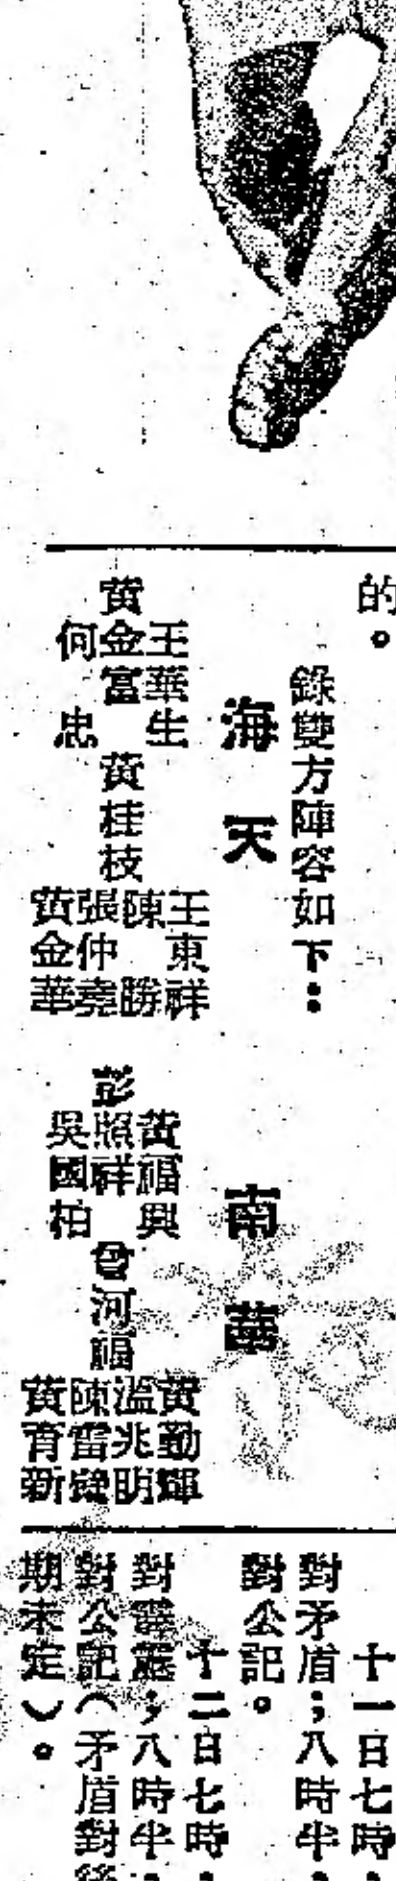 的。
錄雙方陣容如下：
海天
王華生
黃金富
何忠
黃桂枝
王東祥
陳勝
張仲堯
黃金華
南華
黃福興
彭照祥
吳國柏
曾河福
黃勤輝
溫兆明
陳雷
黃育新
十一日七時，
對矛盾；八時半，
對公記。
十二日七時，
對；八時半，
對公記（矛盾對後
期未定）。